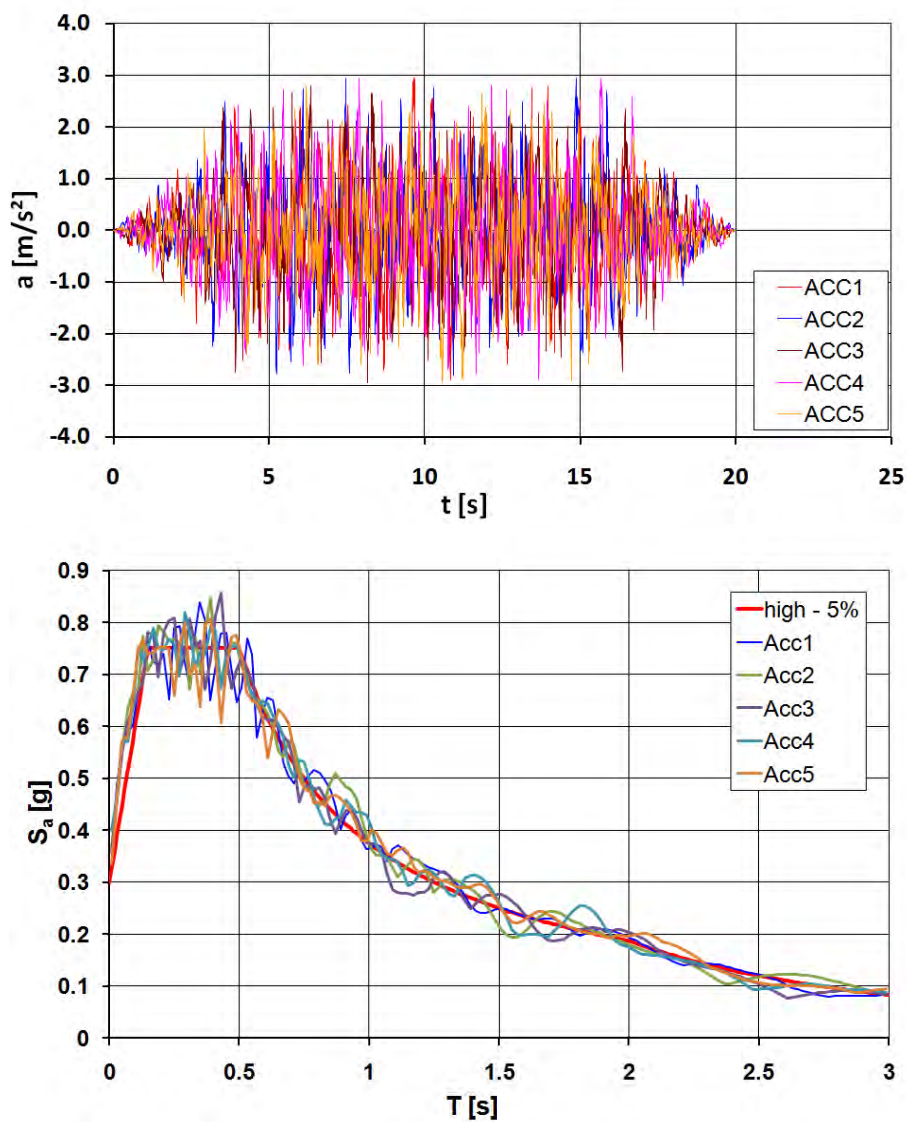 4.0
3.0
2.0
1.0
0.0
-1.0
-2.0
-3.0
-4.0
a [m/s²]
0 5 10 15 20 25
t [s]
ACC1
ACC2
ACC3
ACC4
ACC5
0.9
0.8
0.7
0.6
0.5
0.4
0.3
0.2
0.1
0
Sₐ [g]
0 0.5 1 1.5 2 2.5 3
T [s]
high - 5%
Acc1
Acc2
Acc3
Acc4
Acc5